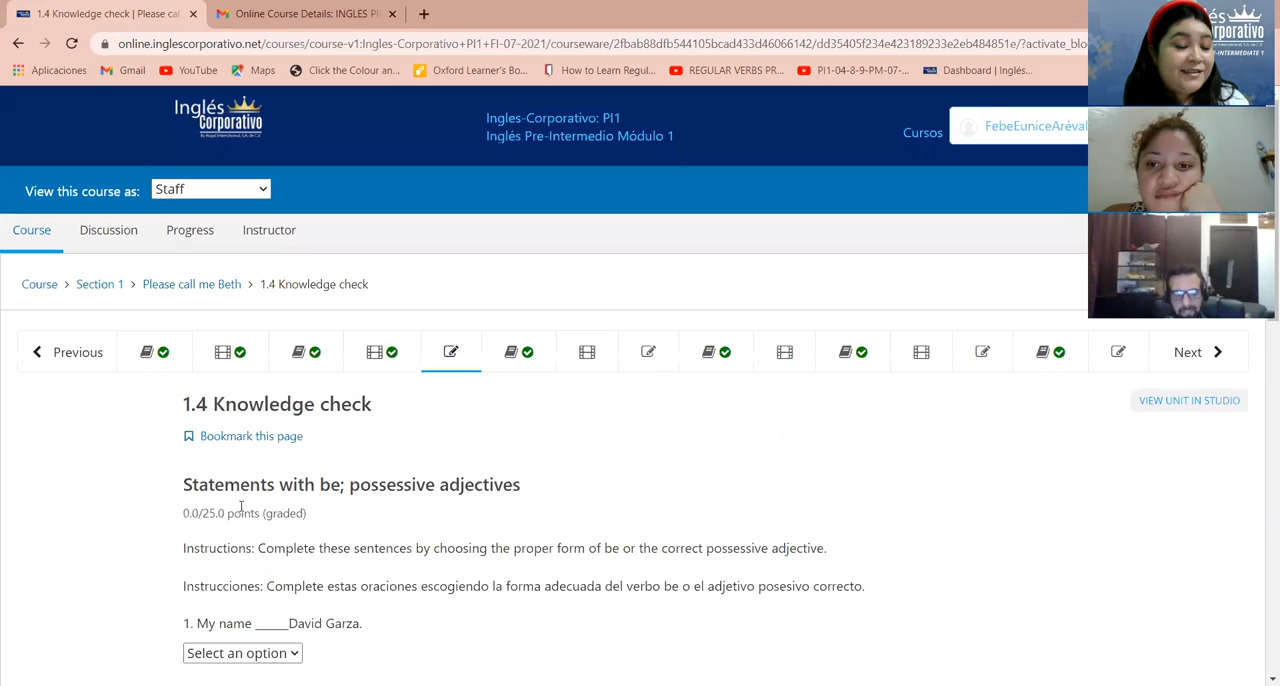 1.4 Knowledge check | Please cal
Online Course Details: INGLES PR
online.inglescorporativo.net/courses/course-v1:Ingles-Corporativo+PI1+FI-07-2021/courseware/2fbab88dfb544105bcad433d46066142/dd35405f234e423189233e2eb484851e/?activate_blo
Aplicaciones Gmail YouTube Maps Click the Colour an... Oxford Learner's Bo... How to Learn Regul... REGULAR VERBS PR... PI1-04-8-9-PM-07-... Dashboard | Inglés...
Inglés
Corporativo
Ingles-Corporativo: PI1
Inglés Pre-Intermedio Módulo 1
Cursos
FebeEuniceAréval
View this course as: Staff
Course Discussion Progress Instructor
Course > Section 1 > Please call me Beth > 1.4 Knowledge check
Previous
Next
1.4 Knowledge check
VIEW UNIT IN STUDIO
Bookmark this page
Statements with be; possessive adjectives
0.0/25.0 points (graded)
Instructions: Complete these sentences by choosing the proper form of be or the correct possessive adjective.
Instrucciones: Complete estas oraciones escogiendo la forma adecuada del verbo be o el adjetivo posesivo correcto.
1. My name ______David Garza.
Select an option